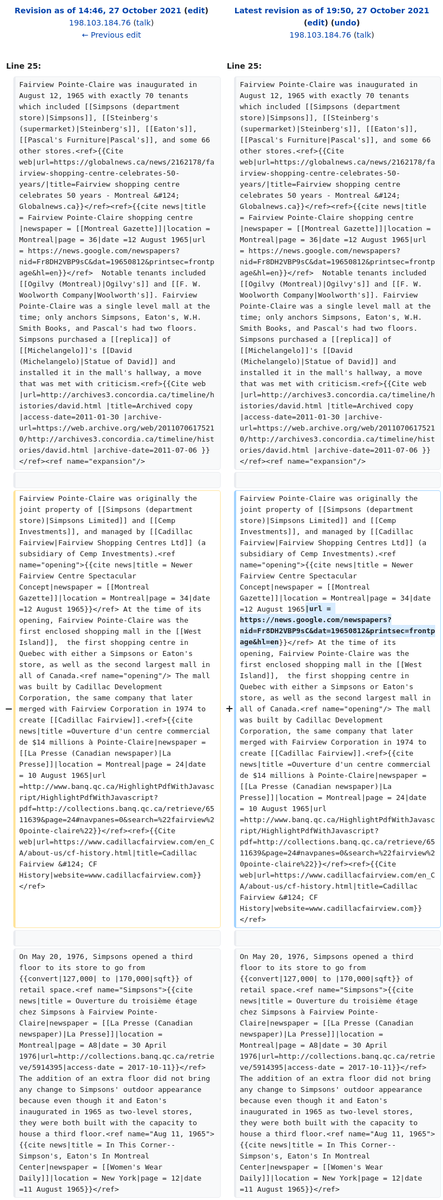 Revision as of 14:46, 27 October 2021 (edit)
198.103.84.76 (talk)
← Previous edit
Latest revision as of 19:50, 27 October 2021
(edit) (undo)
198.103.84.76 (talk)
Line 25:
Line 25:
Fairview Pointe-Claire was inaugurated in
August 12, 1965 with exactly 70 tenants
which included [[Simpsons (department
store)|Simpsons]], [[Steinberg's
(supermarket)|Steinberg's]], [[Eaton's]],
[[Pascal's Furniture|Pascal's]], and some 66
other stores.<ref>{{Cite
web|url=https://globalnews.ca/news/2162178/fa
irview-shopping-centre-celebrates-50-
years/|title=Fairview shopping centre
celebrates 50 years - Montreal &#124;
Globalnews.ca}}</ref><ref>{{cite news|title
= Fairview Pointe-Claire shopping centre
|newspaper = [[Montreal Gazette]]|location =
Montreal|page = 36|date =12 August 1965|url
= https://news.google.com/newspapers?
nid=Fr8DH2VBP9sC&dat=19650812&printsec=frontp
age&hl=en}}</ref>  Notable tenants included
[[Ogilvy (Montreal)|Ogilvy's]] and [[F. W.
Woolworth Company|Woolworth's]]. Fairview
Pointe-Claire was a single level mall at the
time; only anchors Simpsons, Eaton's, W.H.
Smith Books, and Pascal's had two floors.
Simpsons purchased a [[replica]] of
[[Michelangelo]]'s [[David
(Michelangelo)|Statue of David]] and
installed it in the mall's hallway, a move
that was met with criticism.<ref>{{Cite web
|url=http://archives3.concordia.ca/timeline/h
istories/david.html |title=Archived copy
|access-date=2011-01-30 |archive-
url=https://web.archive.org/web/2011070617521
0/http://archives3.concordia.ca/timeline/hist
ories/david.html |archive-date=2011-07-06 }}
</ref><ref name="expansion"/>
Fairview Pointe-Claire was inaugurated in
August 12, 1965 with exactly 70 tenants
which included [[Simpsons (department
store)|Simpsons]], [[Steinberg's
(supermarket)|Steinberg's]], [[Eaton's]],
[[Pascal's Furniture|Pascal's]], and some 66
other stores.<ref>{{Cite
web|url=https://globalnews.ca/news/2162178/fa
irview-shopping-centre-celebrates-50-
years/|title=Fairview shopping centre
celebrates 50 years - Montreal &#124;
Globalnews.ca}}</ref><ref>{{cite news|title
= Fairview Pointe-Claire shopping centre
|newspaper = [[Montreal Gazette]]|location =
Montreal|page = 36|date =12 August 1965|url
= https://news.google.com/newspapers?
nid=Fr8DH2VBP9sC&dat=19650812&printsec=frontp
age&hl=en}}</ref>  Notable tenants included
[[Ogilvy (Montreal)|Ogilvy's]] and [[F. W.
Woolworth Company|Woolworth's]]. Fairview
Pointe-Claire was a single level mall at the
time; only anchors Simpsons, Eaton's, W.H.
Smith Books, and Pascal's had two floors.
Simpsons purchased a [[replica]] of
[[Michelangelo]]'s [[David
(Michelangelo)|Statue of David]] and
installed it in the mall's hallway, a move
that was met with criticism.<ref>{{Cite web
|url=http://archives3.concordia.ca/timeline/h
istories/david.html |title=Archived copy
|access-date=2011-01-30 |archive-
url=https://web.archive.org/web/2011070617521
0/http://archives3.concordia.ca/timeline/hist
ories/david.html |archive-date=2011-07-06 }}
</ref><ref name="expansion"/>
−
Fairview Pointe-Claire was originally the
joint property of [[Simpsons (department
store)|Simpsons Limited]] and [[Cemp
Investments]], and managed by [[Cadillac
Fairview|Fairview Shopping Centres Ltd]] (a
subsidiary of Cemp Investments).<ref
name="opening">{{cite news|title = Newer
Fairview Centre Spectacular
Concept|newspaper = [[Montreal
Gazette]]|location = Montreal|page = 34|date
=12 August 1965}}</ref> At the time of its
opening, Fairview Pointe-Claire was the
first enclosed shopping mall in the [[West
Island]],  the first shopping centre in
Quebec with either a Simpsons or Eaton's
store, as well as the second largest mall in
all of Canada.<ref name="opening"/> The mall
was built by Cadillac Development
Corporation, the same company that later
merged with Fairview Corporation in 1974 to
create [[Cadillac Fairview]].<ref>{{cite
news|title =Ouverture d'un centre commercial
de $14 millions à Pointe-Claire|newspaper =
[[La Presse (Canadian newspaper)|La
Presse]]|location = Montreal|page = 24|date
= 10 August 1965|url
=http://www.banq.qc.ca/HighlightPdfWithJavasc
ript/HighlightPdfWithJavascript?
pdf=http://collections.banq.qc.ca/retrieve/65
11639&page=24#navpanes=0&search=%22fairview%2
0pointe-claire%22}}</ref><ref>{{Cite
web|url=https://www.cadillacfairview.com/en_C
A/about-us/cf-history.html|title=Cadillac
Fairview &#124; CF
History|website=www.cadillacfairview.com}}
</ref>
+
Fairview Pointe-Claire was originally the
joint property of [[Simpsons (department
store)|Simpsons Limited]] and [[Cemp
Investments]], and managed by [[Cadillac
Fairview|Fairview Shopping Centres Ltd]] (a
subsidiary of Cemp Investments).<ref
name="opening">{{cite news|title = Newer
Fairview Centre Spectacular
Concept|newspaper = [[Montreal
Gazette]]|location = Montreal|page = 34|date
=12 August 1965|url =
https://news.google.com/newspapers?
nid=Fr8DH2VBP9sC&dat=19650812&printsec=frontp
age&hl=en}}</ref> At the time of its
opening, Fairview Pointe-Claire was the
first enclosed shopping mall in the [[West
Island]],  the first shopping centre in
Quebec with either a Simpsons or Eaton's
store, as well as the second largest mall in
all of Canada.<ref name="opening"/> The mall
was built by Cadillac Development
Corporation, the same company that later
merged with Fairview Corporation in 1974 to
create [[Cadillac Fairview]].<ref>{{cite
news|title =Ouverture d'un centre commercial
de $14 millions à Pointe-Claire|newspaper =
[[La Presse (Canadian newspaper)|La
Presse]]|location = Montreal|page = 24|date
= 10 August 1965|url
=http://www.banq.qc.ca/HighlightPdfWithJavasc
ript/HighlightPdfWithJavascript?
pdf=http://collections.banq.qc.ca/retrieve/65
11639&page=24#navpanes=0&search=%22fairview%2
0pointe-claire%22}}</ref><ref>{{Cite
web|url=https://www.cadillacfairview.com/en_C
A/about-us/cf-history.html|title=Cadillac
Fairview &#124; CF
History|website=www.cadillacfairview.com}}
</ref>
On May 20, 1976, Simpsons opened a third
floor to its store to go from
{{convert|127,000| to |170,000|sqft}} of
retail space.<ref name="Simpsons">{{cite
news|title = Ouverture du troisième étage
chez Simpsons à Fairview Pointe-
Claire|newspaper = [[La Presse (Canadian
newspaper)|La Presse]]|location =
Montreal|page = A8|date = 30 April
1976|url=http://collections.banq.qc.ca/retrie
ve/5914395|access-date = 2017-10-11}}</ref>
The addition of an extra floor did not bring
any change to Simpsons' outdoor appearance
because even though it and Eaton's
inaugurated in 1965 as two-level stores,
they were both built with the capacity to
house a third floor.<ref name="Aug 11, 1965">
{{cite news|title = In This Corner--
Simpson's, Eaton's In Montreal
Center|newspaper = [[Women's Wear
Daily]]|location = New York|page = 12|date
=11 August 1965}}</ref>
On May 20, 1976, Simpsons opened a third
floor to its store to go from
{{convert|127,000| to |170,000|sqft}} of
retail space.<ref name="Simpsons">{{cite
news|title = Ouverture du troisième étage
chez Simpsons à Fairview Pointe-
Claire|newspaper = [[La Presse (Canadian
newspaper)|La Presse]]|location =
Montreal|page = A8|date = 30 April
1976|url=http://collections.banq.qc.ca/retrie
ve/5914395|access-date = 2017-10-11}}</ref>
The addition of an extra floor did not bring
any change to Simpsons' outdoor appearance
because even though it and Eaton's
inaugurated in 1965 as two-level stores,
they were both built with the capacity to
house a third floor.<ref name="Aug 11, 1965">
{{cite news|title = In This Corner--
Simpson's, Eaton's In Montreal
Center|newspaper = [[Women's Wear
Daily]]|location = New York|page = 12|date
=11 August 1965}}</ref>